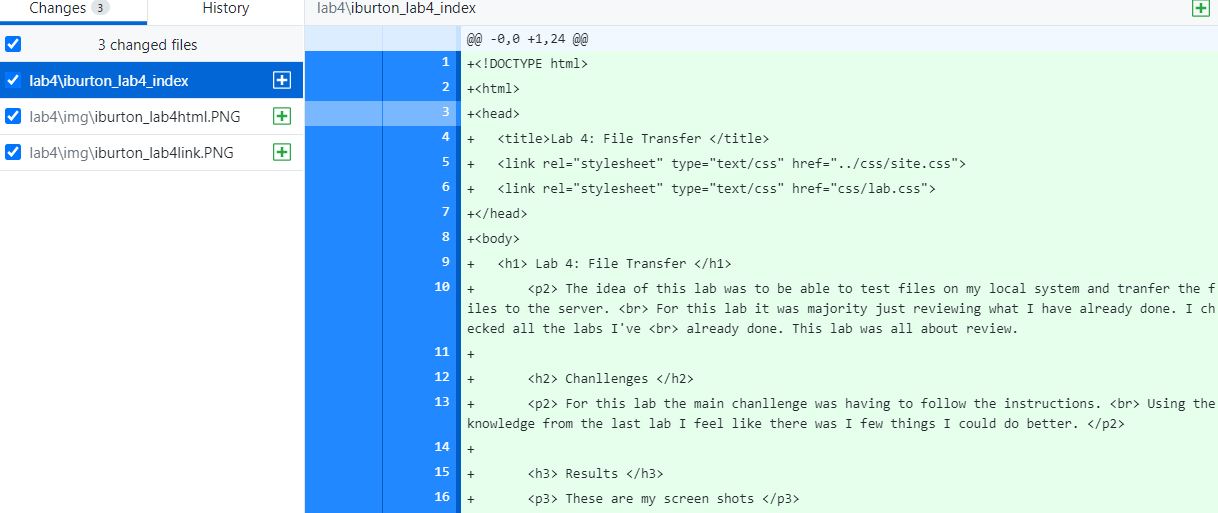 Changes 3 History lab4\iburton_lab4_index
3 changed files
lab4\iburton_lab4_index
lab4\img\iburton_lab4html.PNG
lab4\img\iburton_lab4link.PNG
@@ -0,0 +1,24 @@
1 +<!DOCTYPE html>
2 +<html>
3 +<head>
4 + <title>Lab 4: File Transfer </title>
5 + <link rel="stylesheet" type="text/css" href="../css/site.css">
6 + <link rel="stylesheet" type="text/css" href="css/lab.css">
7 +</head>
8 +<body>
9 + <h1> Lab 4: File Transfer </h1>
10 + <p2> The idea of this lab was to be able to test files on my local system and tranfer the f
iles to the server. <br> For this lab it was majority just reviewing what I have already done. I ch
ecked all the labs I've <br> already done. This lab was all about review.
11 +
12 + <h2> Chanllenges </h2>
13 + <p2> For this lab the main chanllenge was having to follow the instructions. <br> Using the
knowledge from the last lab I feel like there was I few things I could do better. </p2>
14 +
15 + <h3> Results </h3>
16 + <p3> These are my screen shots </p3>